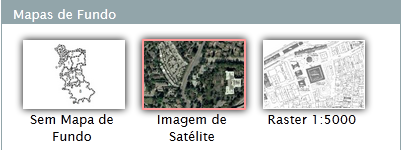 Mapas de Fundo
Sem Mapa de
Fundo
Imagem de
Satélite
Raster 1:5000